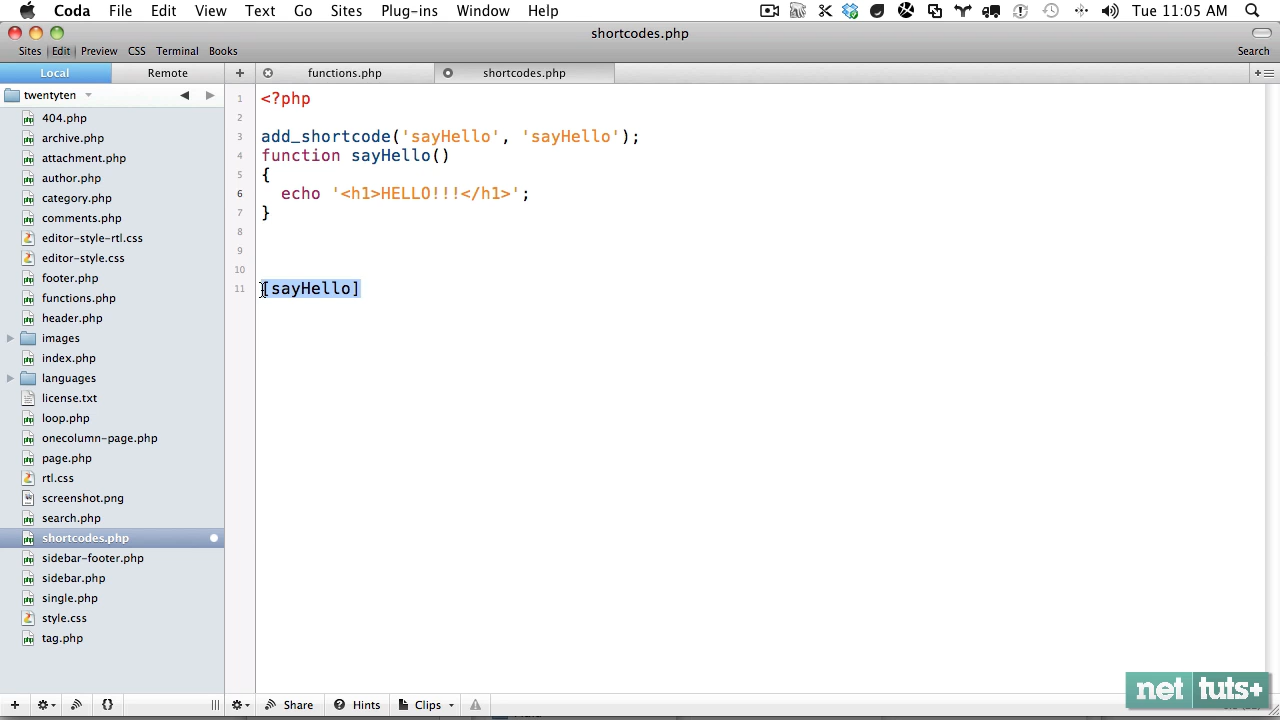 Coda File Edit View Text Go Sites Plug-ins Window Help Tue 11:05 AM
shortcodes.php
Sites Edit Preview CSS Terminal Books Search
Local Remote + functions.php shortcodes.php
twentyten
404.php
archive.php
attachment.php
author.php
category.php
comments.php
editor-style-rtl.css
editor-style.css
footer.php
functions.php
header.php
images
index.php
languages
license.txt
loop.php
onecolumn-page.php
page.php
rtl.css
screenshot.png
search.php
shortcodes.php
sidebar-footer.php
sidebar.php
single.php
style.css
tag.php
1 <?php
2
3 add_shortcode('sayHello', 'sayHello');
4 function sayHello()
5 {
6 echo '<h1>HELLO!!!</h1>';
7 }
8
9
10
11 [sayHello]
Share Hints Clips
net tuts+